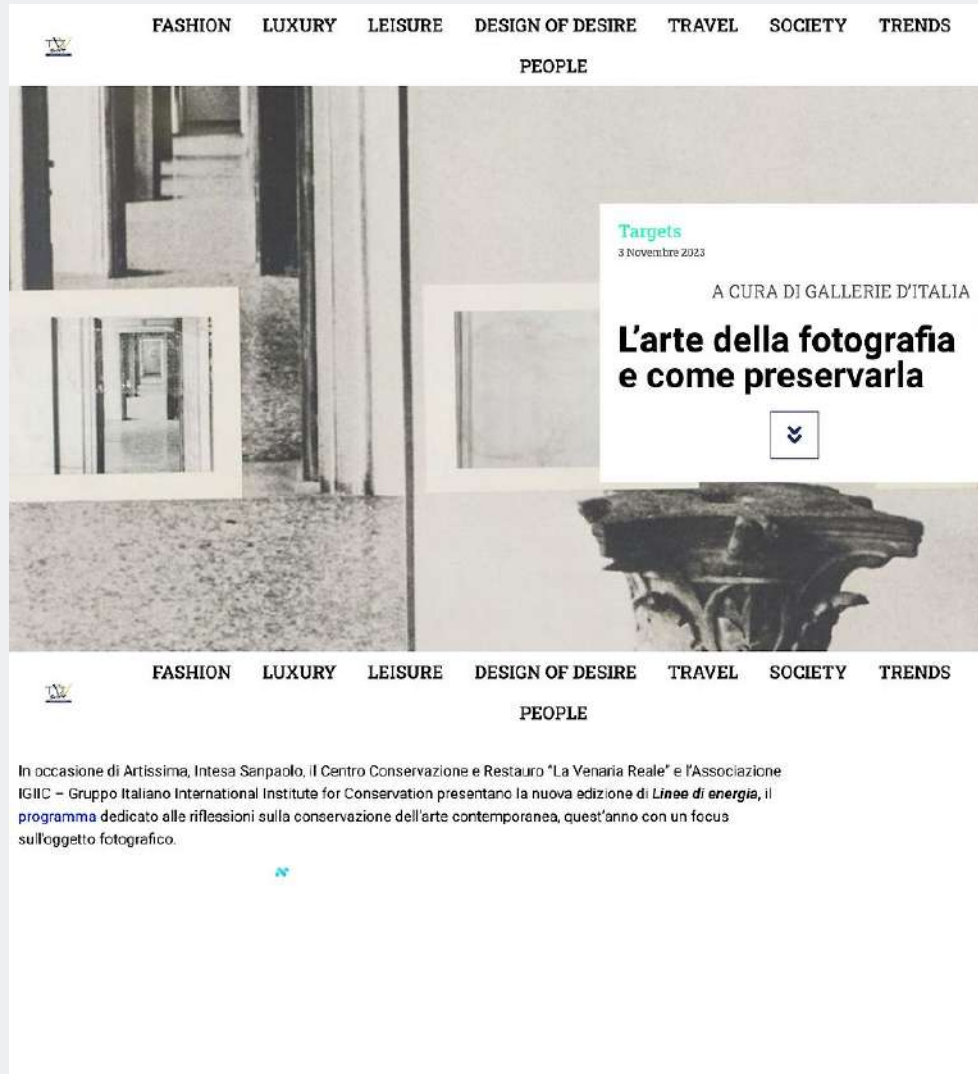 FASHION LUXURY LEISURE DESIGN OF DESIRE TRAVEL SOCIETY TRENDS
PEOPLE
Targets
3 Novembre 2023
A CURA DI GALLERIE D'ITALIA
L'arte della fotografia
e come preservarla
FASHION LUXURY LEISURE DESIGN OF DESIRE TRAVEL SOCIETY TRENDS
PEOPLE
In occasione di Artissima, Intesa Sanpaolo, il Centro Conservazione e Restauro "La Venaria Reale" e l'Associazione
IGIIC – Gruppo Italiano International Institute for Conservation presentano la nuova edizione di Linee di energia, il
programma dedicato alle riflessioni sulla conservazione dell'arte contemporanea, quest'anno con un focus
sull'oggetto fotografico.